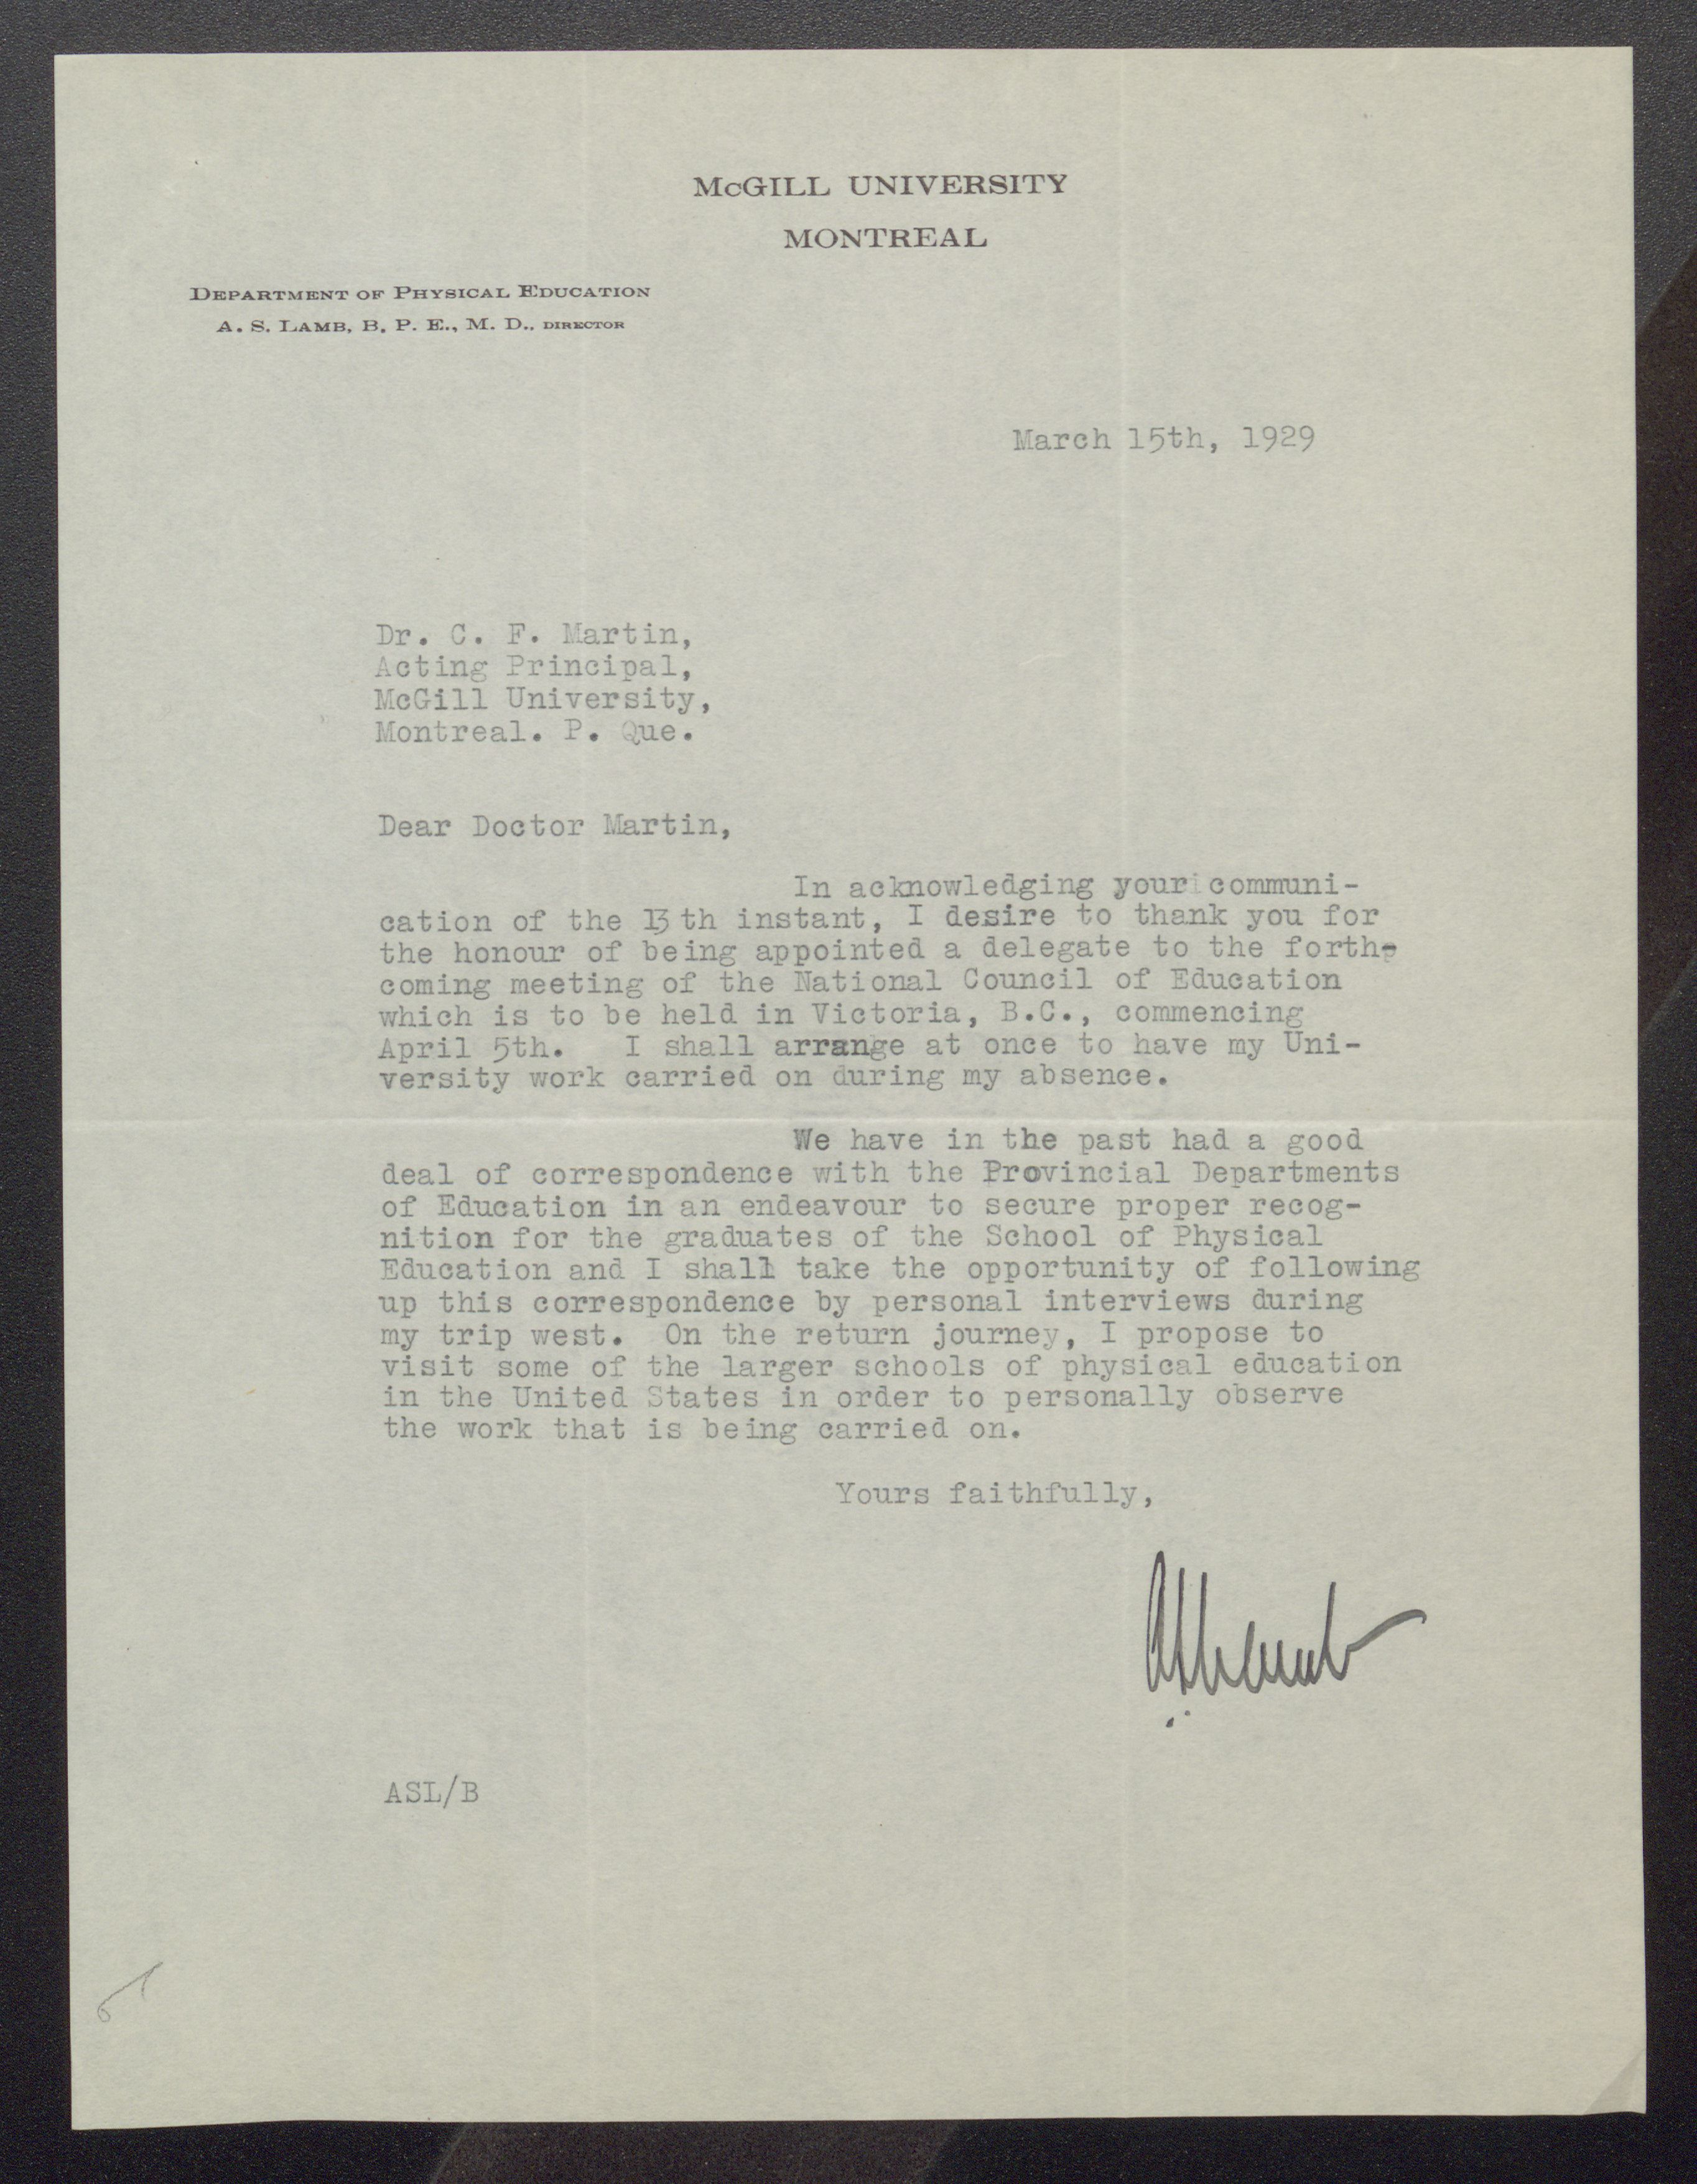 McGILL UNIVERSITY
MONTREAL
DEPARTMENT OF PHYSICAL EDUCATION
A. S. LAMB, B. P. E., M. D., DIRECTOR
March 15th, 1929
Dr. C. F. Martin,
Acting Principal,
McGill University,
Montreal. P. Que.
Dear Doctor Martin,
In acknowledging your communi-
cation of the 13th instant, I desire to thank you for
the honour of being appointed a delegate to the forth-
coming meeting of the National Council of Education
which is to be held in Victoria, B.C., commencing
April 5th. I shall arrange at once to have my Uni-
versity work carried on during my absence.
We have in the past had a good
deal of correspondence with the Provincial Departments
of Education in an endeavour to secure proper recog-
nition for the graduates of the School of Physical
Education and I shall take the opportunity of following
up this correspondence by personal interviews during
my trip west. On the return journey, I propose to
visit some of the larger schools of physical education
in the United States in order to personally observe
the work that is being carried on.
Yours faithfully,
ASLamb
ASL/B